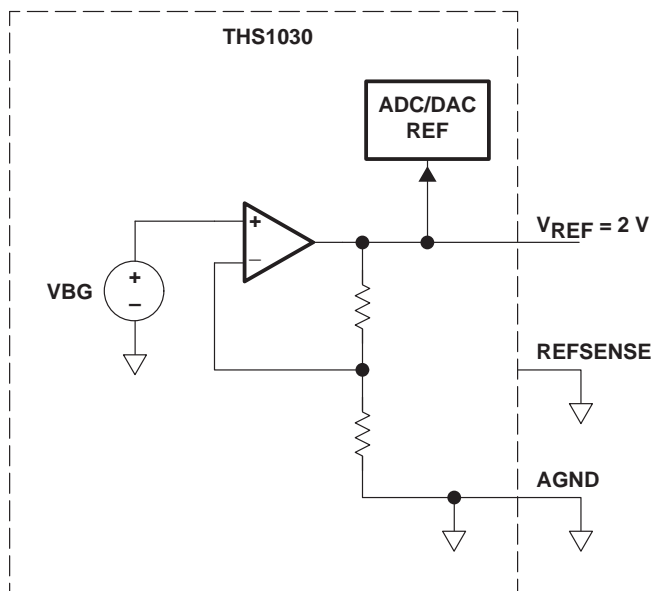 THS1030
ADC/DAC
REF
+
–
VREF = 2 V
+
–
VBG
REFSENSE
AGND